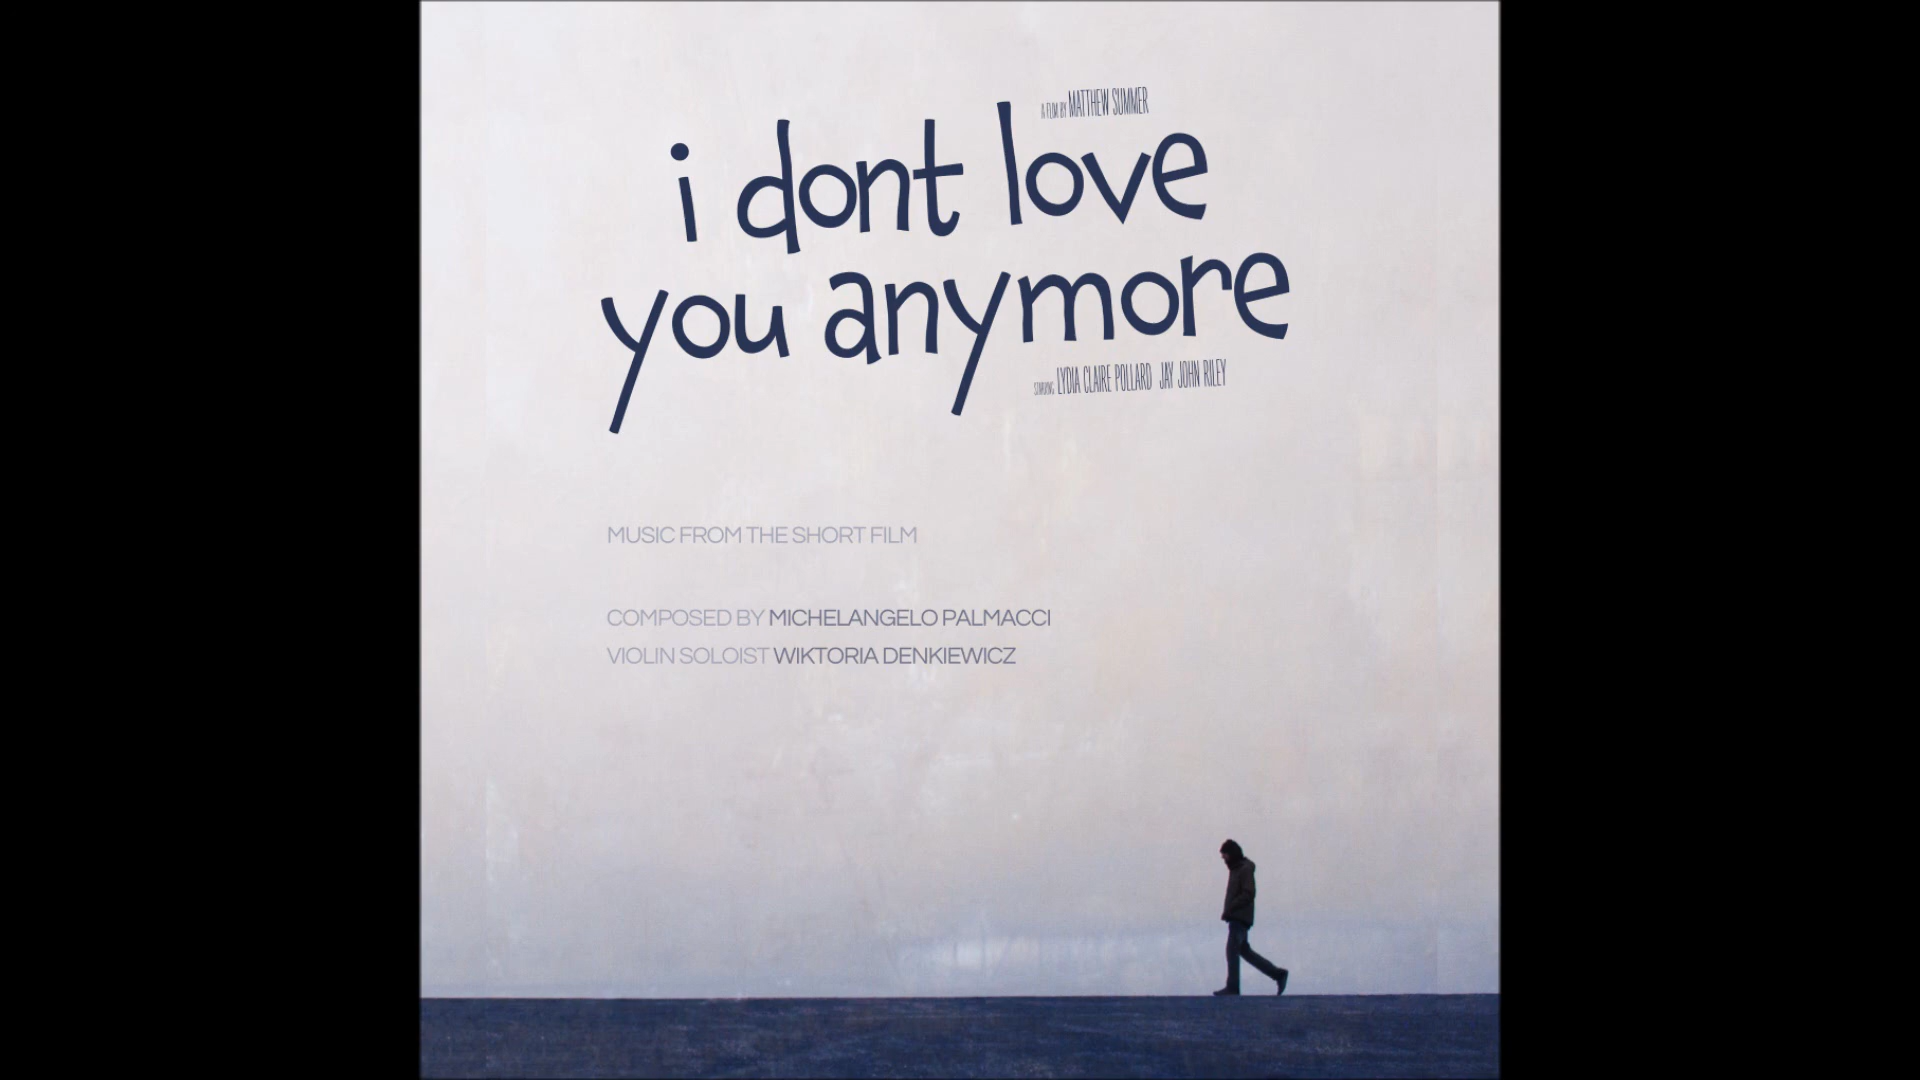 A FILM BY MATTHEW SUMMER
i dont love
you anymore
STARRING LYDIA CLAIRE POLLARD JAY JOHN RILEY
MUSIC FROM THE SHORT FILM
COMPOSED BY MICHELANGELO PALMACCI
VIOLIN SOLOIST WIKTORIA DENKIEWICZ